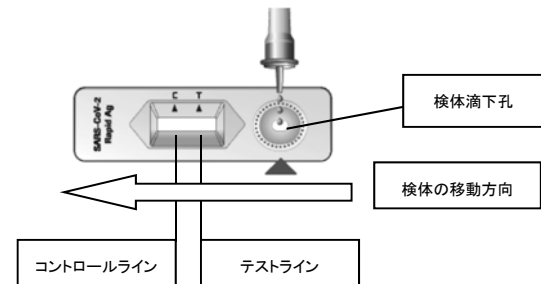 C T
SARS-CoV-2
Rapid Ag
検体滴下孔
検体の移動方向
コントロールライン
テストライン